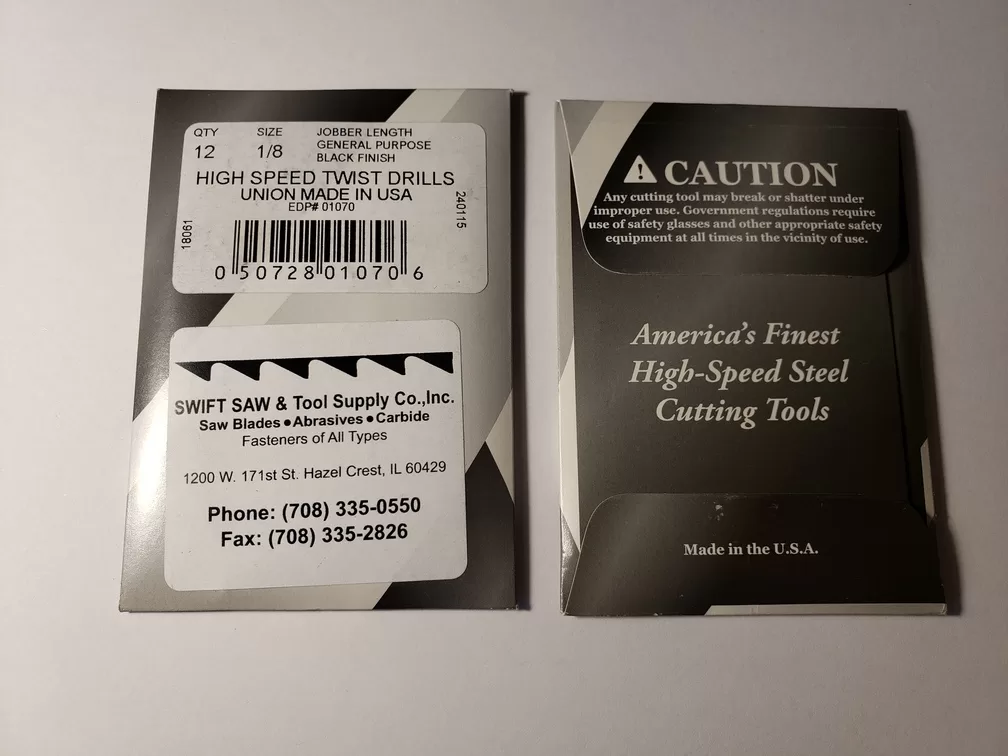 QTY SIZE JOBBER LENGTH
12 1/8 GENERAL PURPOSE
BLACK FINISH
HIGH SPEED TWIST DRILLS
UNION MADE IN USA
EDP# 01070
18061
240115
0 50728 01070 6
SWIFT SAW & Tool Supply Co.,Inc.
Saw Blades ● Abrasives ● Carbide
Fasteners of All Types
1200 W. 171st St. Hazel Crest, IL 60429
Phone: (708) 335-0550
Fax: (708) 335-2826
⚠ CAUTION
Any cutting tool may break or shatter under
improper use. Government regulations require
use of safety glasses and other appropriate safety
equipment at all times in the vicinity of use.
America's Finest
High-Speed Steel
Cutting Tools
Made in the U.S.A.